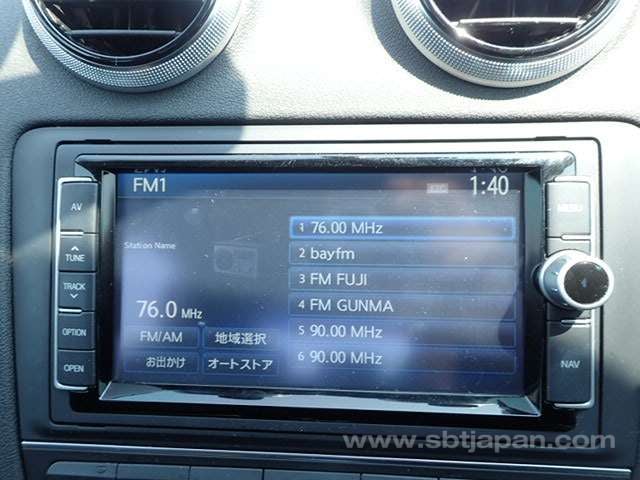 FM1
1:40
AV
TUNE
TRACK
OPTION
OPEN
MENU
NAV
Station Name
76.0 MHz
FM/AM 地域選択
お出かけ オートストア
1 76.00 MHz
2 bayfm
3 FM FUJI
4 FM GUNMA
5 90.00 MHz
6 90.00 MHz
www.sbtjapan.com